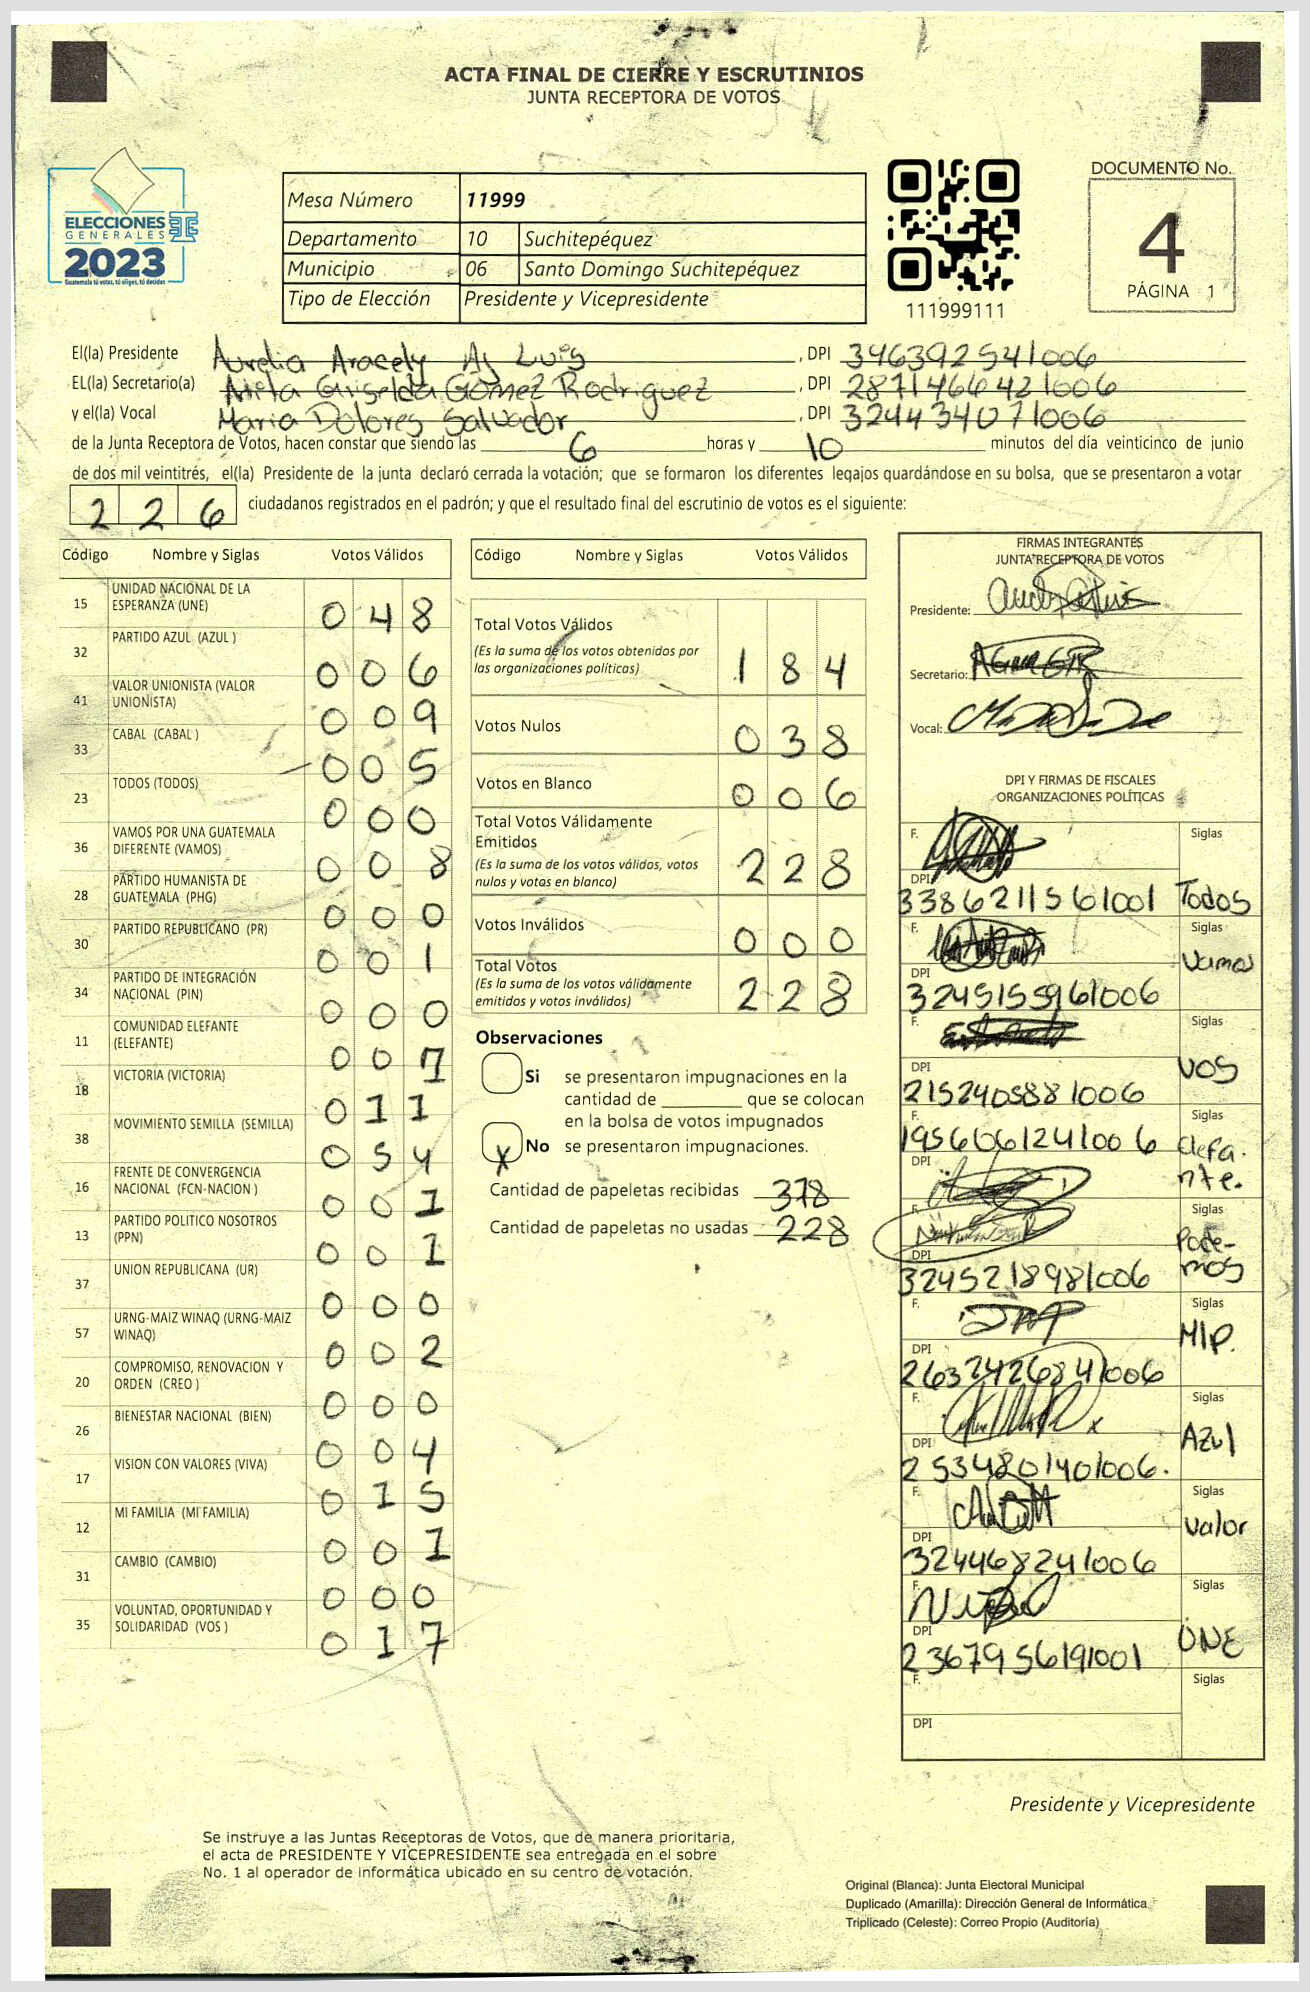 ACTA FINAL DE CIERRE Y ESCRUTINIOS
JUNTA RECEPTORA DE VOTOS
ELECCIONES
GENERALES
2023
Guatemala tú votas, tú eliges, tú decides
Mesa Número 11999
Departamento 10 Suchitepéquez
Municipio 06 Santo Domingo Suchitepéquez
Tipo de Elección Presidente y Vicepresidente
111999111
DOCUMENTO No.
4
PÁGINA 1
El(la) Presidente Aurelia Aracely Aj Luis, DPI 346392541006
EL(la) Secretario(a) Griselda Gómez Rodriguez, DPI 2871466421006
y el(la) Vocal Maria Dolores Salvador, DPI 324434071006
de la Junta Receptora de Votos, hacen constar que siendo las 6 horas y 10 minutos del día veinticinco de junio
de dos mil veintitrés, el(la) Presidente de la junta declaró cerrada la votación; que se formaron los diferentes legajos guardándose en su bolsa, que se presentaron a votar
226 ciudadanos registrados en el padrón; y que el resultado final del escrutinio de votos es el siguiente:
Código Nombre y Siglas Votos Válidos
15 UNIDAD NACIONAL DE LA ESPERANZA (UNE) 048
32 PARTIDO AZUL (AZUL ) 006
41 VALOR UNIONISTA (VALOR UNIONISTA) 009
33 CABAL (CABAL ) 005
23 TODOS (TODOS) 000
36 VAMOS POR UNA GUATEMALA DIFERENTE (VAMOS) 008
28 PARTIDO HUMANISTA DE GUATEMALA (PHG) 000
30 PARTIDO REPUBLICANO (PR) 001
34 PARTIDO DE INTEGRACIÓN NACIONAL (PIN) 000
11 COMUNIDAD ELEFANTE (ELEFANTE) 001
18 VICTORIA (VICTORIA) 011
38 MOVIMIENTO SEMILLA (SEMILLA) 054
16 FRENTE DE CONVERGENCIA NACIONAL (FCN-NACION ) 001
13 PARTIDO POLITICO NOSOTROS (PPN) 001
37 UNION REPUBLICANA (UR) 000
57 URNG-MAIZ WINAQ (URNG-MAIZ WINAQ) 002
20 COMPROMISO, RENOVACION Y ORDEN (CREO ) 000
26 BIENESTAR NACIONAL (BIEN) 004
17 VISION CON VALORES (VIVA) 015
12 MI FAMILIA (MI FAMILIA) 001
31 CAMBIO (CAMBIO) 000
35 VOLUNTAD, OPORTUNIDAD Y SOLIDARIDAD (VOS ) 017
Código Nombre y Siglas Votos Válidos
Total Votos Válidos 184
(Es la suma de los votos obtenidos por
las organizaciones políticas)
Votos Nulos 038
Votos en Blanco 006
Total Votos Válidamente
Emitidos 228
(Es la suma de los votos válidos, votos
nulos y votos en blanco)
Votos Inválidos 000
Total Votos 228
(Es la suma de los votos válidamente
emitidos y votos inválidos)
Observaciones
Si se presentaron impugnaciones en la
cantidad de ________ que se colocan
en la bolsa de votos impugnados
X No se presentaron impugnaciones.
Cantidad de papeletas recibidas 378
Cantidad de papeletas no usadas 228
FIRMAS INTEGRANTES
JUNTA RECEPTORA DE VOTOS
Presidente:
Secretario:
Vocal:
DPI Y FIRMAS DE FISCALES
ORGANIZACIONES POLÍTICAS
F. Siglas
DPI 3386211561001 Todos
F. Siglas
DPI 3245155961006 Vamos
F. Siglas
DPI 2152405881006 VOS
F. Siglas
1956061241006 Elefa-
DPI nte.
F. Siglas
DPI 3245218981006 Pode-
mos
F. Siglas
DPI 2632426841006 MLP.
F. Siglas
DPI 2534801401006. Azul
F. Siglas
DPI 324468241006 Valor
F. Siglas
DPI 2367956191001 UNE
F. Siglas
DPI
Presidente y Vicepresidente
Se instruye a las Juntas Receptoras de Votos, que de manera prioritaria,
el acta de PRESIDENTE Y VICEPRESIDENTE sea entregada en el sobre
No. 1 al operador de informática ubicado en su centro de votación.
Original (Blanca): Junta Electoral Municipal
Duplicado (Amarilla): Dirección General de Informática
Triplicado (Celeste): Correo Propio (Auditoría)